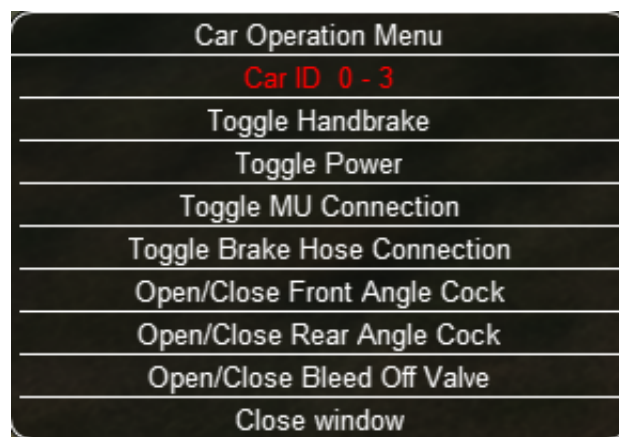 Car Operation Menu
Car ID 0 - 3
Toggle Handbrake
Toggle Power
Toggle MU Connection
Toggle Brake Hose Connection
Open/Close Front Angle Cock
Open/Close Rear Angle Cock
Open/Close Bleed Off Valve
Close window